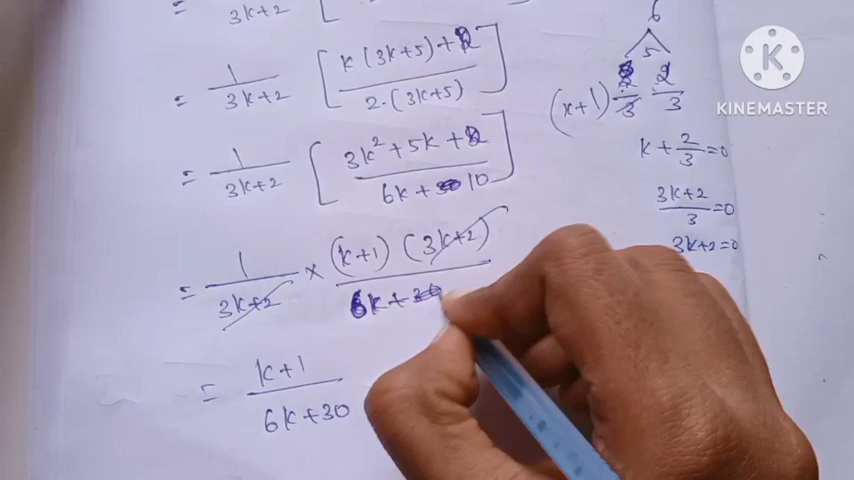 = 3k+2 [
= 1/3k+2 [k(3k+5)+2 / 2.(3k+5)]
= 1/3k+2 [3k²+5k+2 / 6k+10]
= 1/3k+2 × (k+1) (3k+2) / 6k+
= k+1 / 6k+30
6
5
(k+1) 2/3 2/3
k + 2/3 = 0
3k+2/3 = 0
3k+2=0
K
KINEMASTER